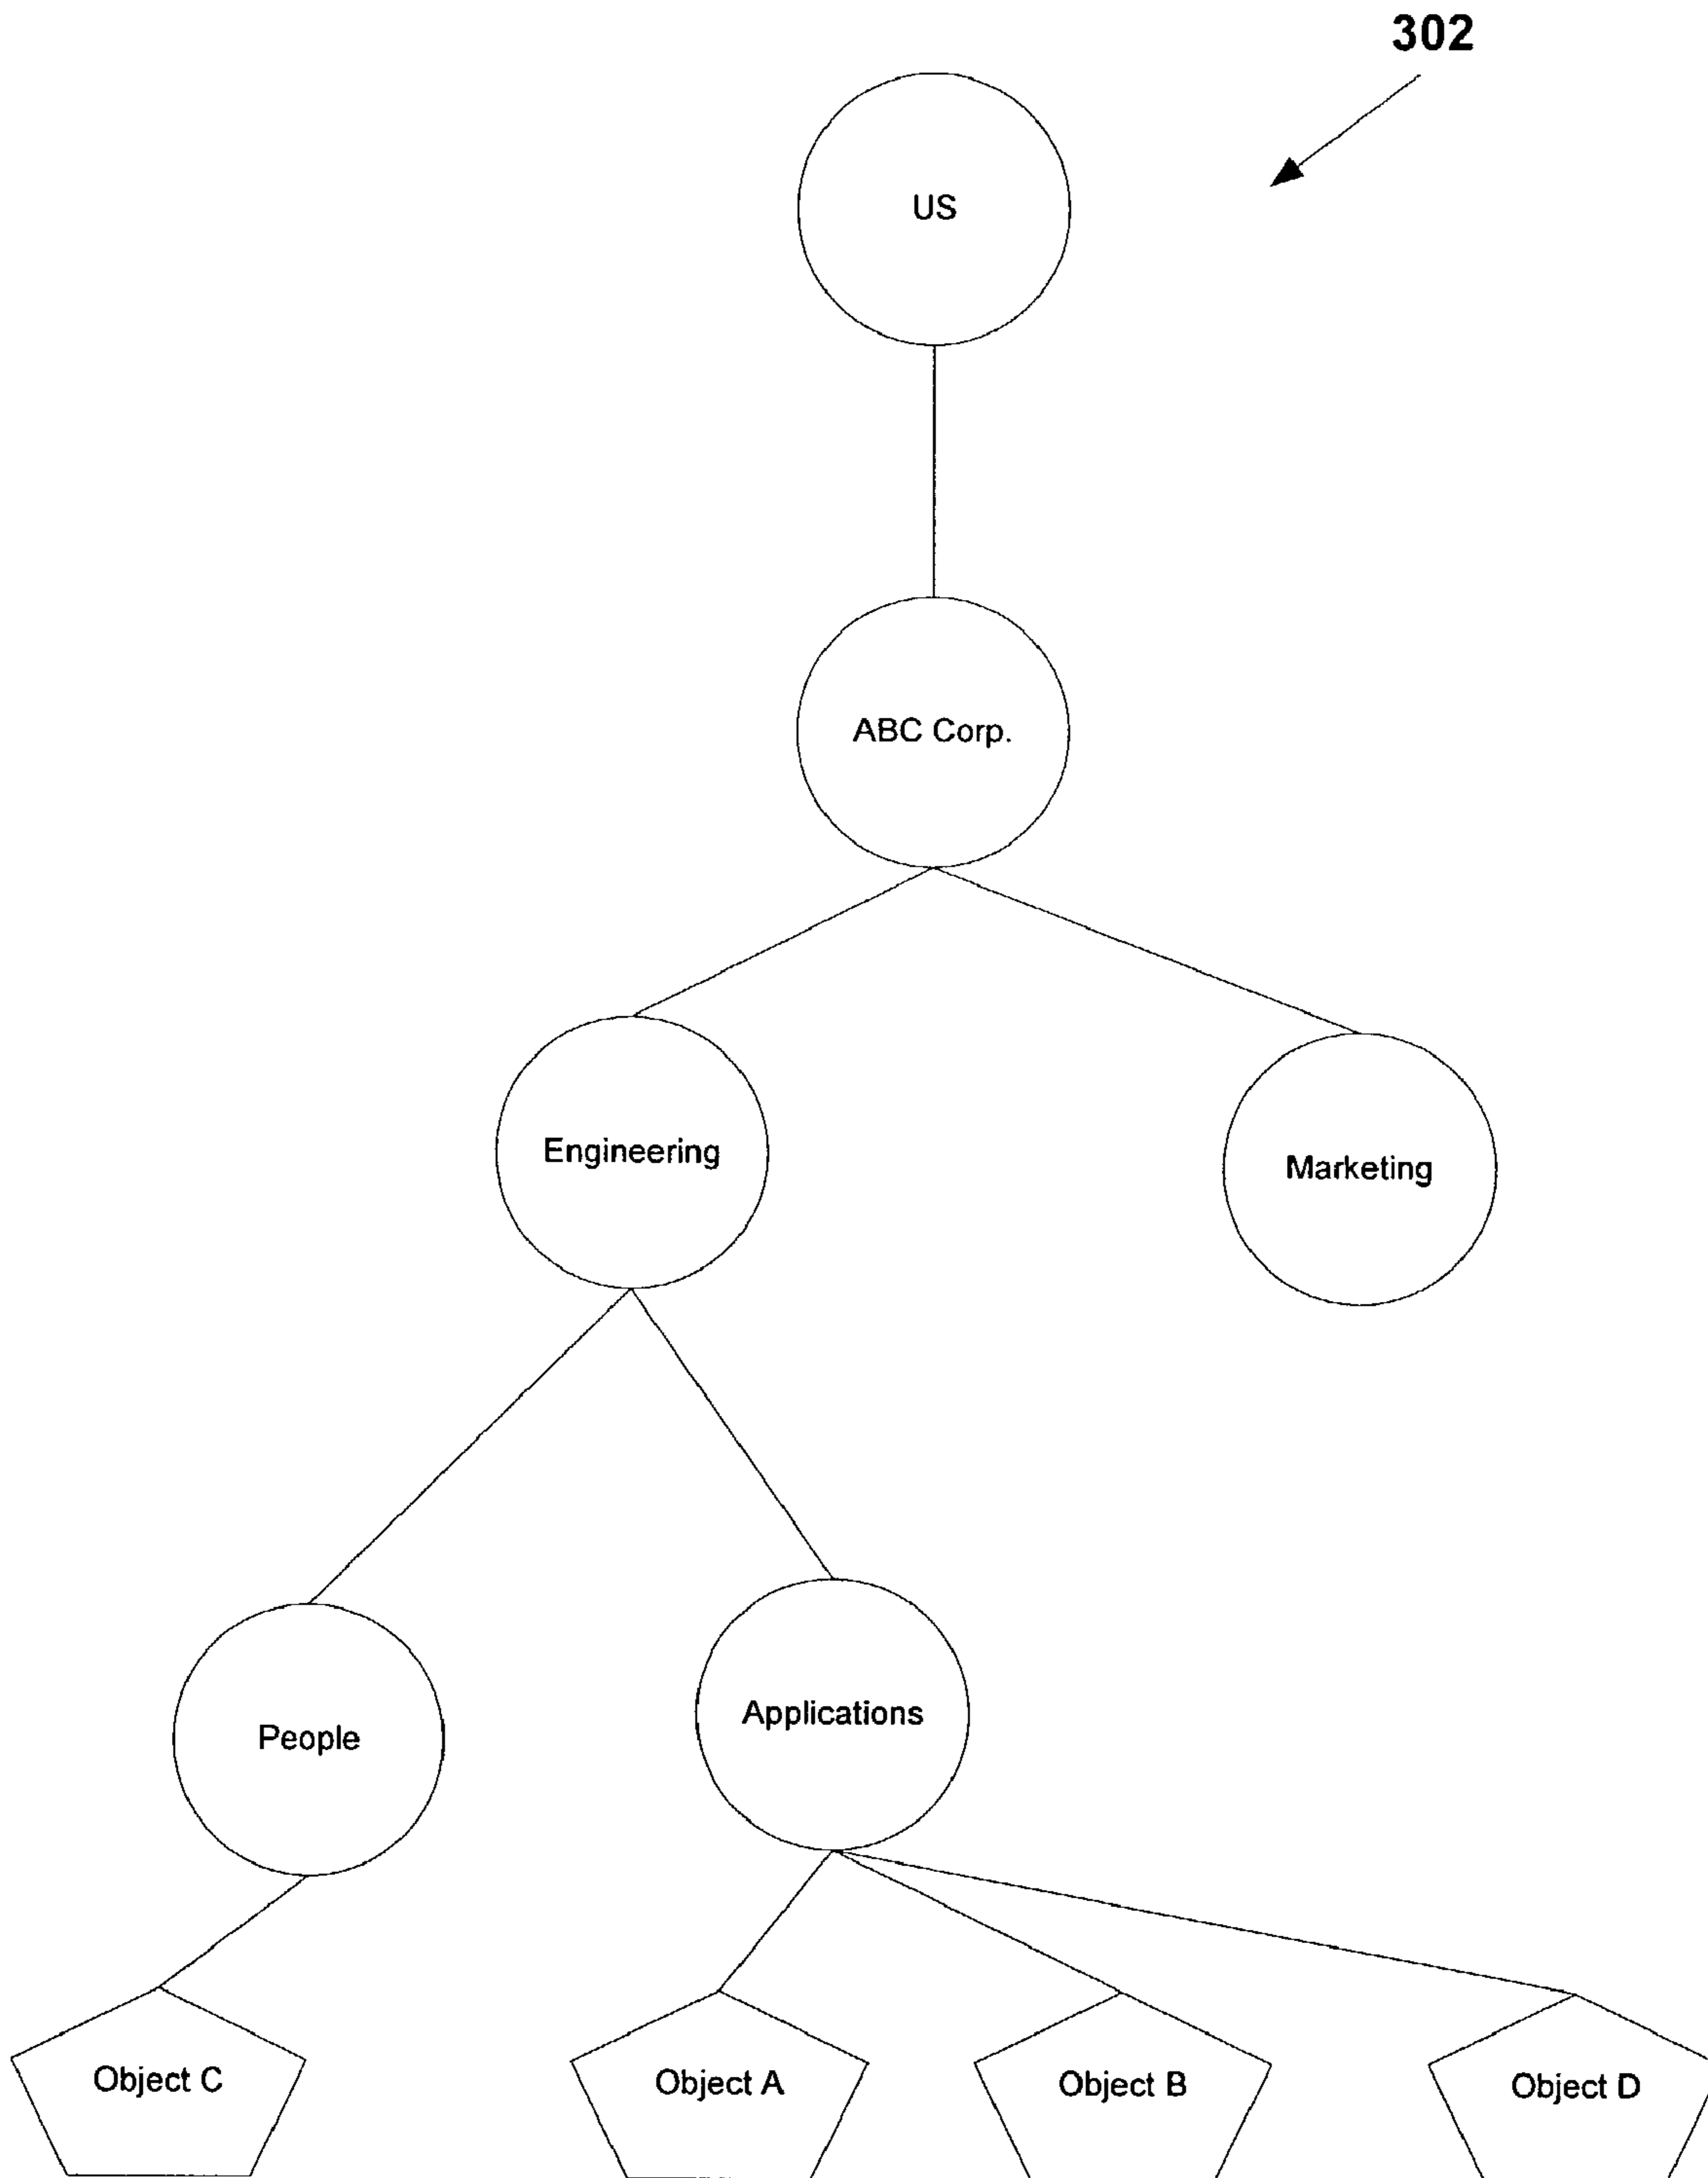 302
US
ABC Corp.
Engineering
Marketing
People
Applications
Object C
Object A
Object B
Object D